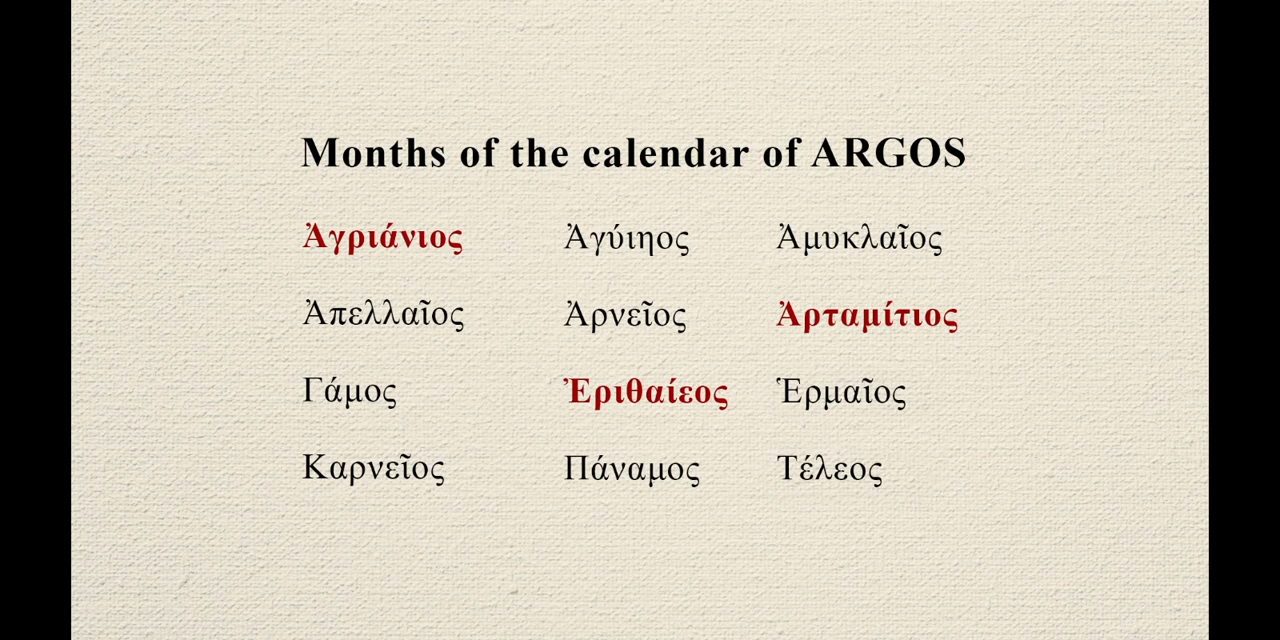 Months of the calendar of ARGOS
Ἀγριάνιος Ἀγύιηος Ἀμυκλαῖος
Ἀπελλαῖος Ἀρνεῖος Ἀρταμίτιος
Γάμος Ἐριθαίεος Ἑρμαῖος
Καρνεῖος Πάναμος Τέλεος